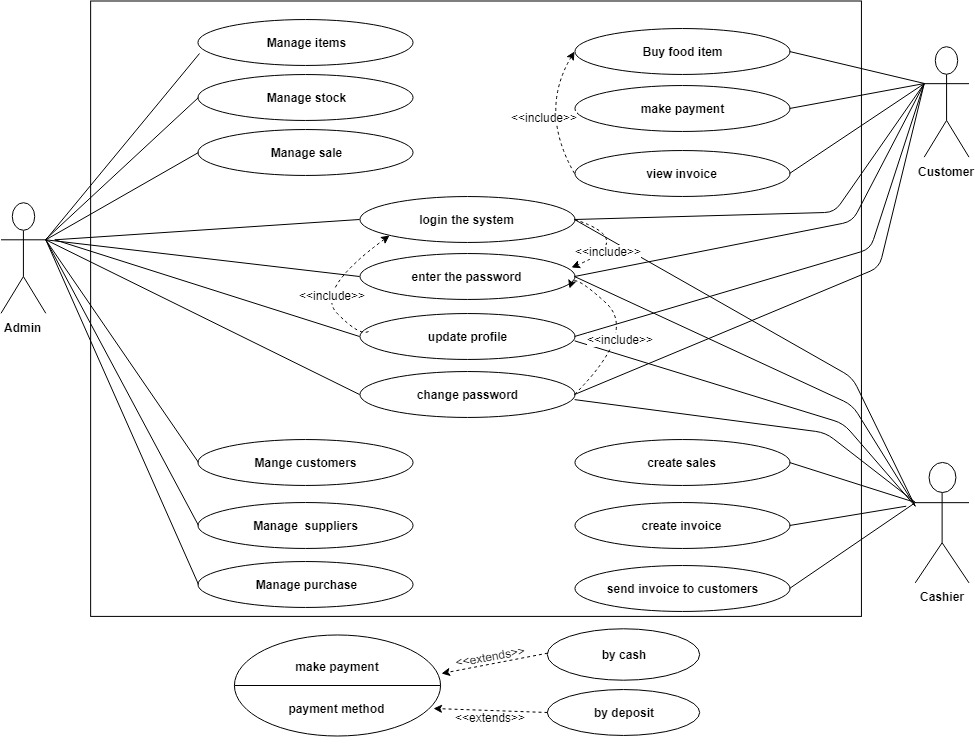 Manage items
Buy food item
Manage stock
make payment
<<include>>
Manage sale
view invoice
Customer
login the system
<<include>>
enter the password
<<include>>
Admin
update profile
<<include>>
change password
Mange customers
create sales
Manage  suppliers
create invoice
Manage purchase
send invoice to customers
Cashier
make payment
<<extends>>
by cash
payment method
<<extends>>
by deposit